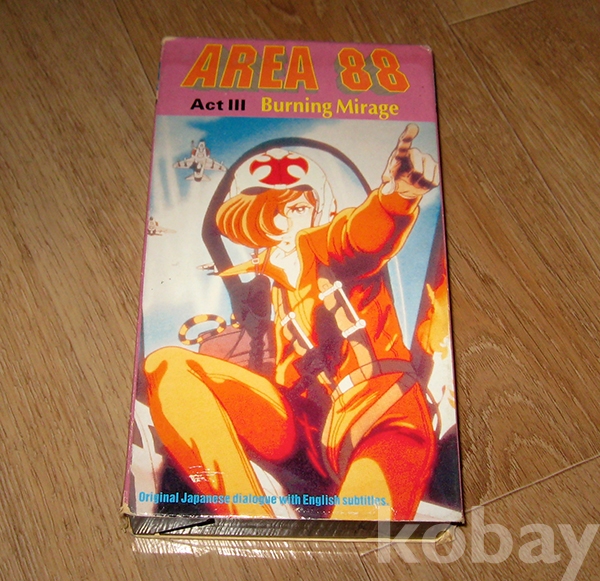 AREA 88
Act III Burning Mirage
Original Japanese dialogue with English subtitles.
kobay